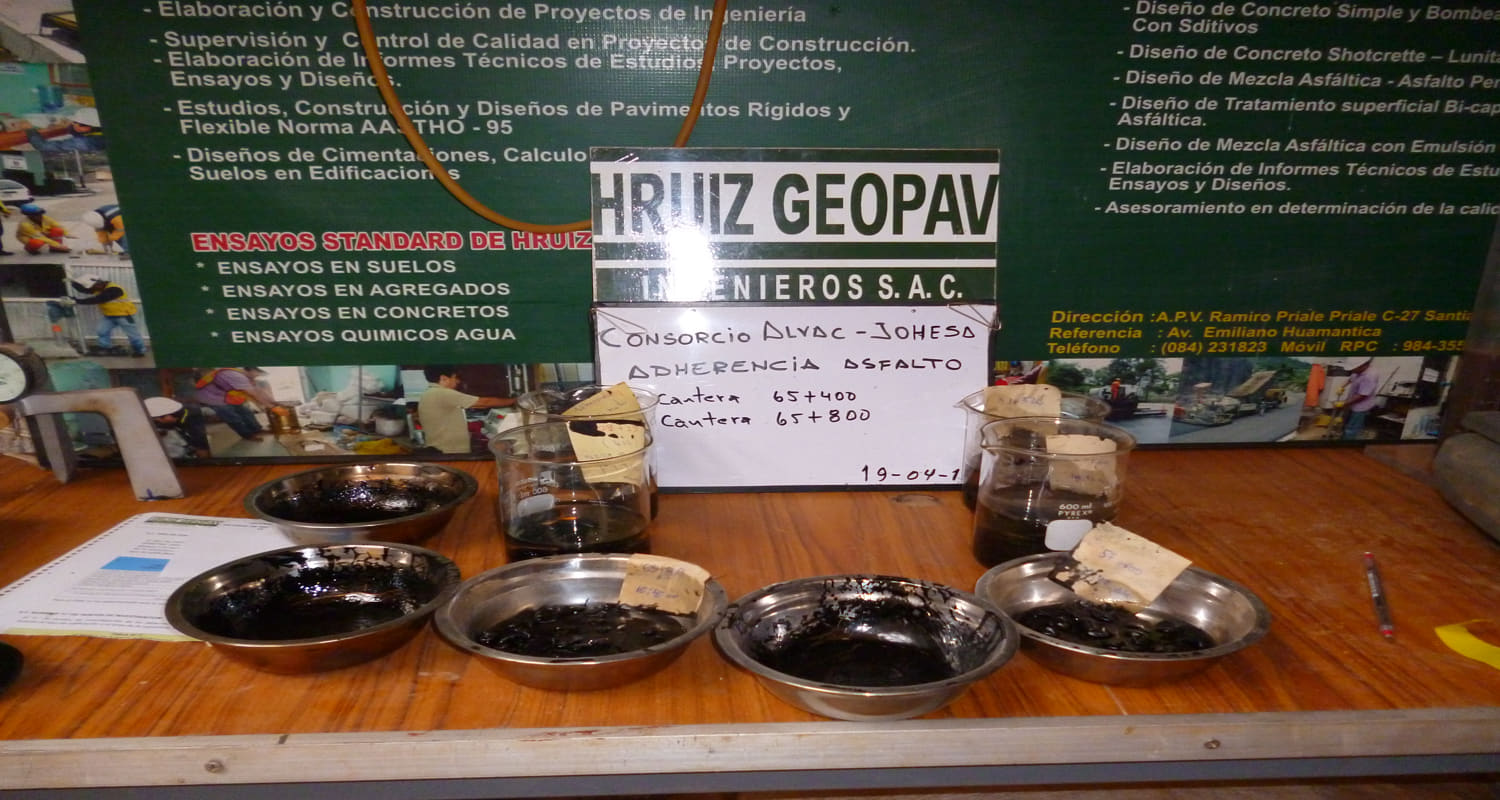 - Elaboración y Construcción de Proyectos de Ingeniería
- Supervisión y Control de Calidad en Proyectos de Construcción.
- Elaboración de Informes Técnicos de Estudios, Proyectos,
Ensayos y Diseños.
- Estudios, Construcción y Diseños de Pavimentos Rígidos y
Flexible Norma AASTHO - 95
- Diseños de Cimentaciones, Calculo
Suelos en Edificaciones
ENSAYOS STANDARD DE HRUIZ
* ENSAYOS EN SUELOS
* ENSAYOS EN AGREGADOS
* ENSAYOS EN CONCRETOS
* ENSAYOS QUIMICOS AGUA
- Diseño de Concreto Simple y
Con Sditivos
- Diseño de Concreto Shotcrette –
- Diseño de Mezcla Asfáltica - Asfalto
- Diseño de Tratamiento superficial
Asfáltica.
- Diseño de Mezcla Asfáltica con Emulsión
- Elaboración de Informes Técnicos de
Ensayos y Diseños.
- Asesoramiento en determinación de la
Dirección : A.P.V. Ramiro Priale Priale C-27
Referencia : Av. Emiliano Huamantica
Teléfono : (084) 231823 Móvil RPC : 984-355
HRUIZ GEOPAV
INGENIEROS S.A.C.
CONSORCIO ALVAC - JOHESA
ADHERENCIA ASFALTO
Cantera 65+400
Cantera 65+800
19-04-1
600 ml
PYREX